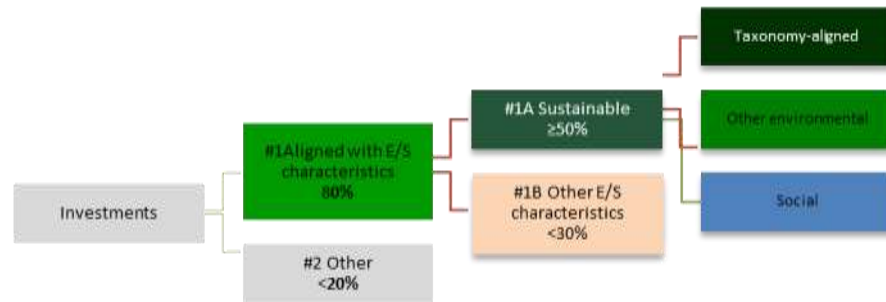 Taxonomy-aligned
#1A Sustainable
≥50%
Other environmental
#1Aligned with E/S
characteristics
80%
Investments
#1B Other E/S
characteristics
<30%
Social
#2 Other
<20%